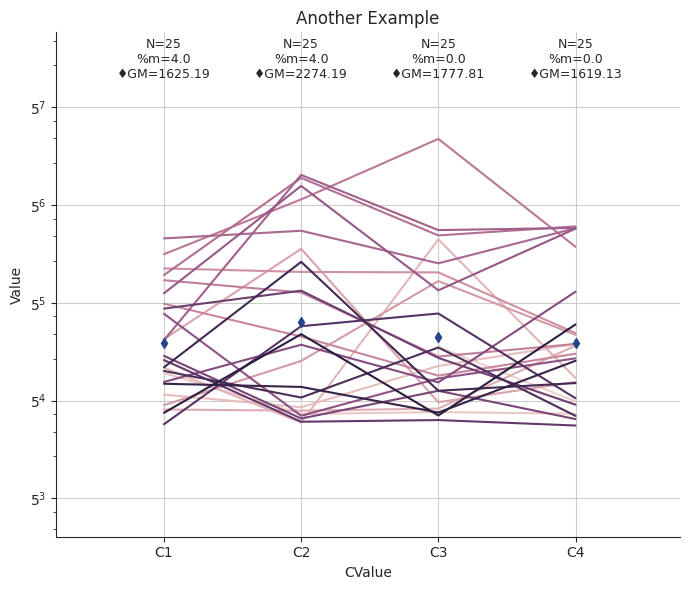 Another Example
N=25 N=25 N=25 N=25
%m=4.0 %m=4.0 %m=0.0 %m=0.0
♦GM=1625.19 ♦GM=2274.19 ♦GM=1777.81 ♦GM=1619.13
5⁷
5⁶
5⁵
5⁴
5³
Value
C1 C2 C3 C4
CValue